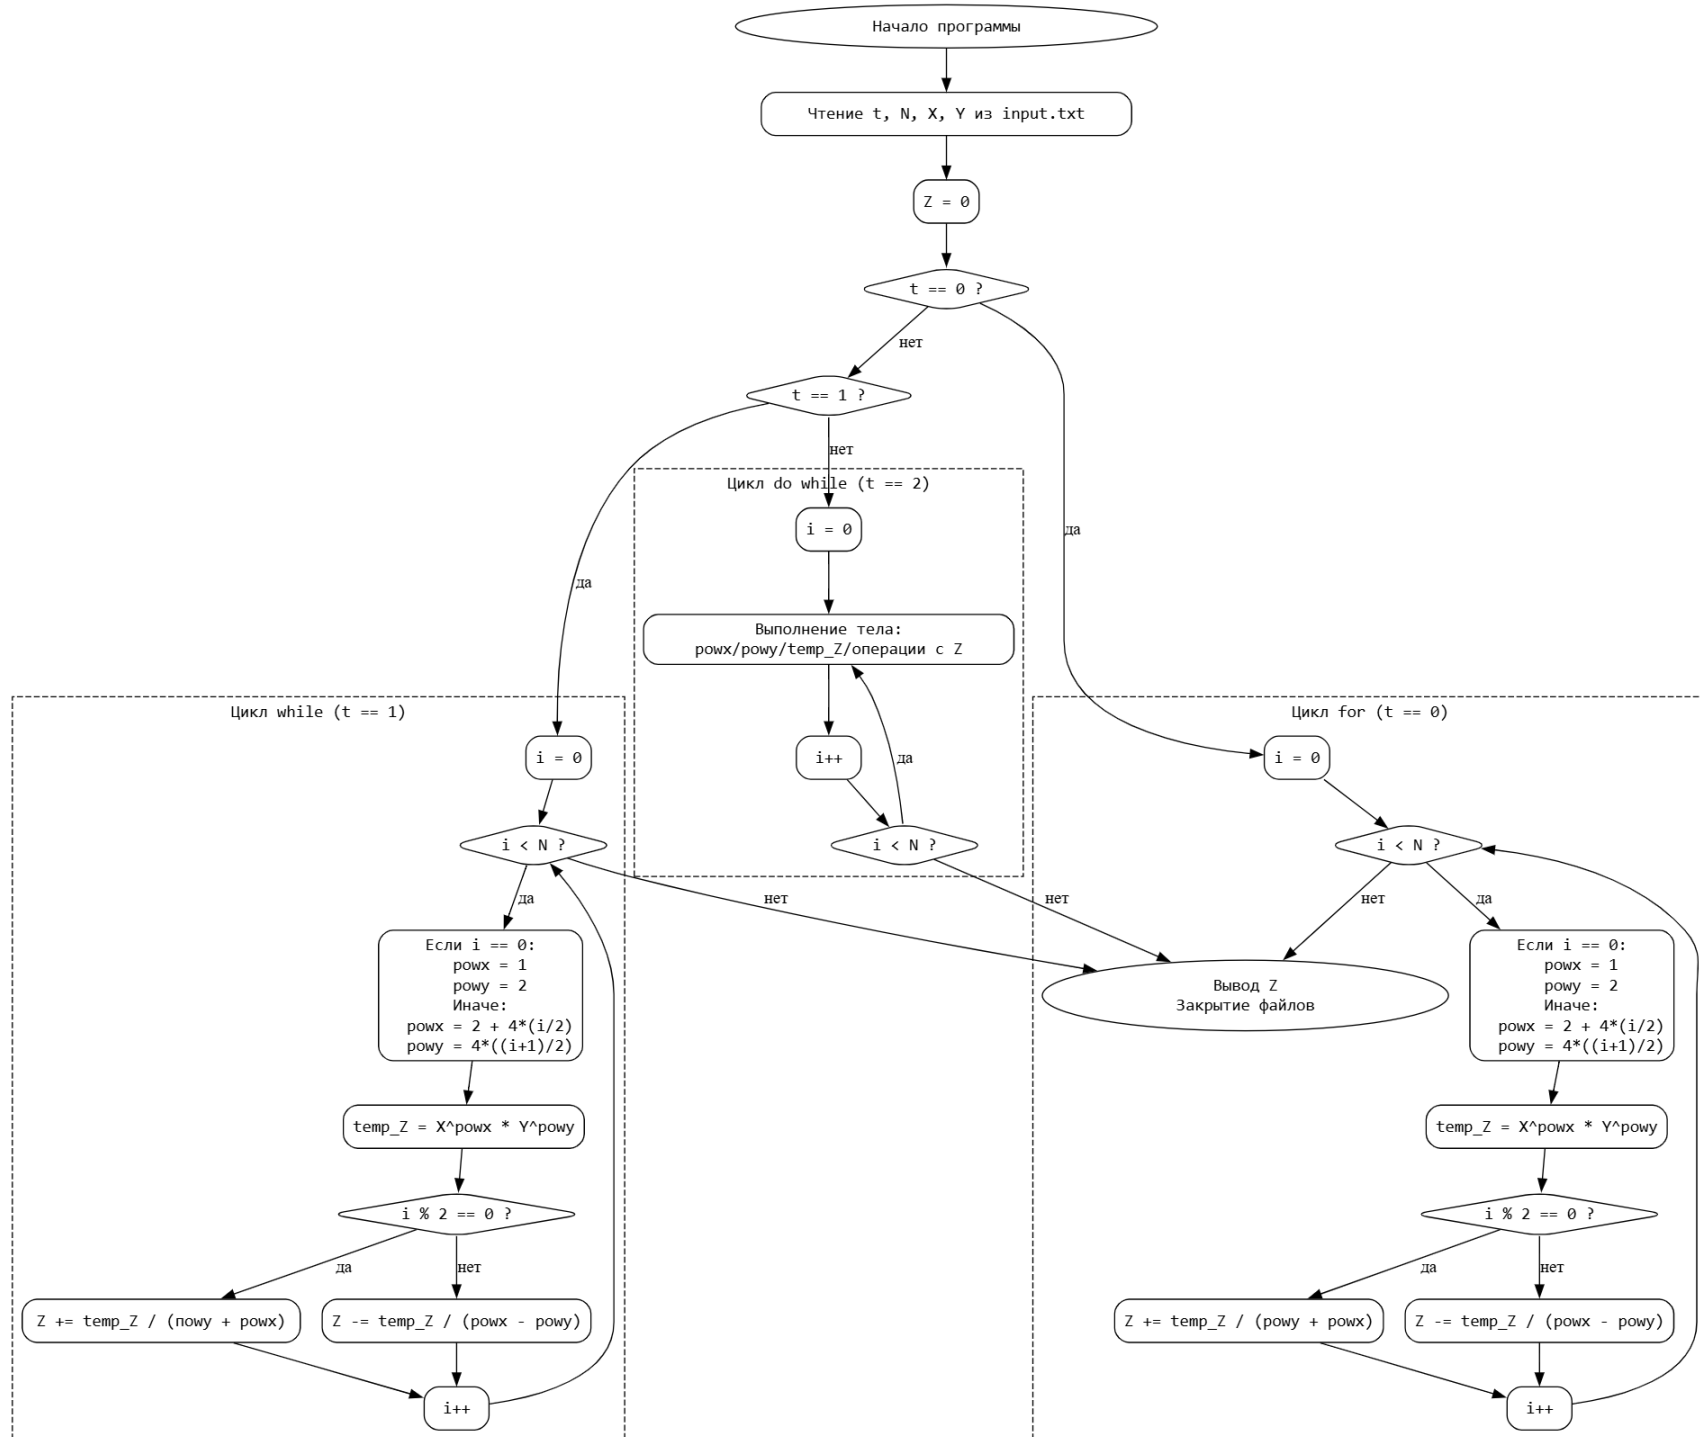 Начало программы
Чтение t, N, X, Y из input.txt
Z = 0
t == 0 ?
нет
да
t == 1 ?
нет
да
Цикл do while (t == 2)
i = 0
Выполнение тела:
powx/powy/temp_Z/операции с Z
i++
да
i < N ?
нет
Цикл while (t == 1)
i = 0
i < N ?
да
нет
Если i == 0:
powx = 1
powy = 2
Иначе:
powx = 2 + 4*(i/2)
powy = 4*((i+1)/2)
temp_Z = X^powx * Y^powy
i % 2 == 0 ?
да
нет
Z += temp_Z / (nowy + powx)
Z -= temp_Z / (powx - powy)
i++
Цикл for (t == 0)
i = 0
i < N ?
нет
да
Вывод Z
Закрытие файлов
Если i == 0:
powx = 1
powy = 2
Иначе:
powx = 2 + 4*(i/2)
powy = 4*((i+1)/2)
temp_Z = X^powx * Y^powy
i % 2 == 0 ?
да
нет
Z += temp_Z / (powy + powx)
Z -= temp_Z / (powx - powy)
i++